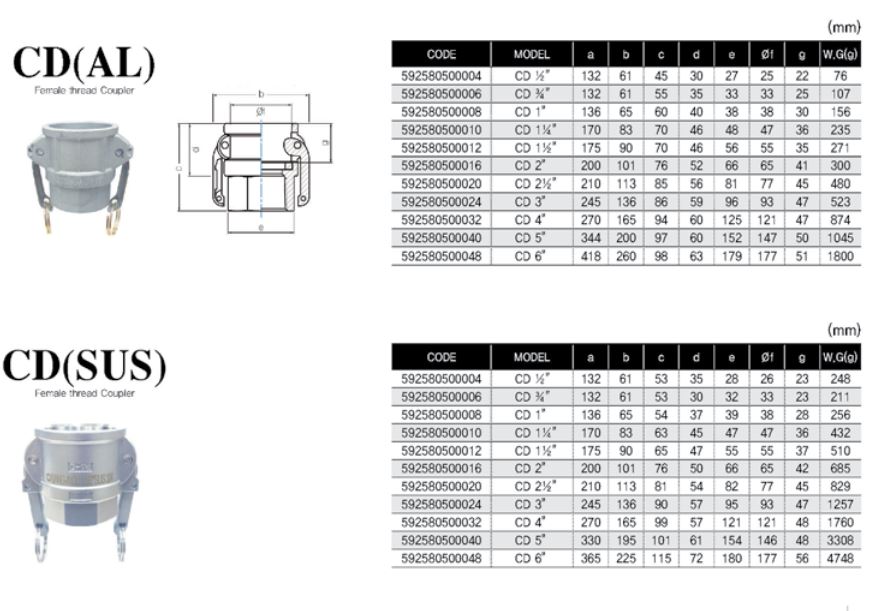 (mm)
CD(AL)
Female thread Coupler
b
Øf
c
d
g
e
CODE MODEL a b c d e Øf g W.G(g)
592580500004 CD ½" 132 61 45 30 27 25 22 76
592580500006 CD ¾" 132 61 55 35 33 33 25 107
592580500008 CD 1" 136 65 60 40 38 38 30 156
592580500010 CD 1¼" 170 83 70 46 48 47 36 235
592580500012 CD 1½" 175 90 70 46 56 55 35 271
592580500016 CD 2" 200 101 76 52 66 65 41 300
592580500020 CD 2½" 210 113 85 56 81 77 45 480
592580500024 CD 3" 245 136 86 59 96 93 47 523
592580500032 CD 4" 270 165 94 60 125 121 47 874
592580500040 CD 5" 344 200 97 60 152 147 50 1045
592580500048 CD 6" 418 260 98 63 179 177 51 1800
(mm)
CD(SUS)
Female thread Coupler
CODE MODEL a b c d e Øf g W.G(g)
592580500004 CD ½" 132 61 53 35 28 26 23 248
592580500006 CD ¾" 132 61 53 30 32 33 23 211
592580500008 CD 1" 136 65 54 37 39 38 28 256
592580500010 CD 1¼" 170 83 63 45 47 47 36 432
592580500012 CD 1½" 175 90 65 47 55 55 37 510
592580500016 CD 2" 200 101 76 50 66 65 42 685
592580500020 CD 2½" 210 113 81 54 82 77 45 829
592580500024 CD 3" 245 136 90 57 95 93 47 1257
592580500032 CD 4" 270 165 99 57 121 121 48 1760
592580500040 CD 5" 330 195 101 61 154 146 48 3308
592580500048 CD 6" 365 225 115 72 180 177 56 4748